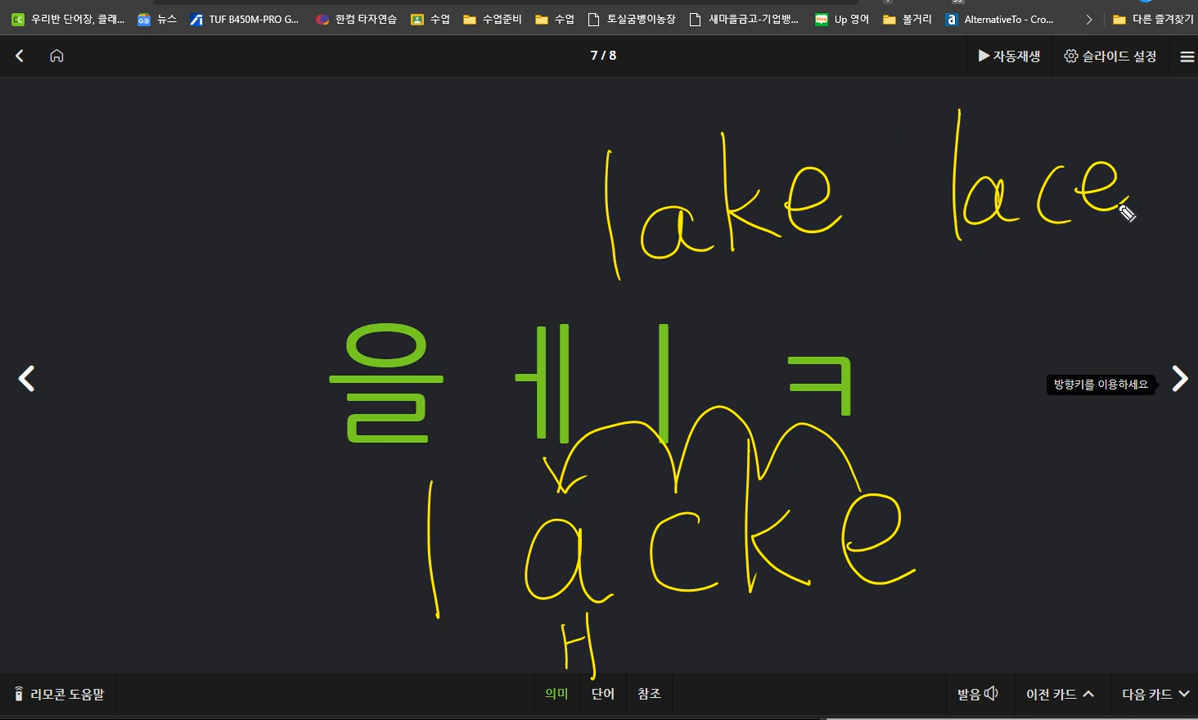 우리반 단어장, 클래... 뉴스 TUF B450M-PRO G... 한컴 타자연습 수업 수업준비 수업 토실굼벵이농장 새마을금고-기업뱅... Up 영어 볼거리 AlternativeTo - Cro... 다른 즐겨찾기
7 / 8 자동재생 슬라이드 설정
lake lace
을 ㅔㅣ ㅋ
방향키를 이용하세요
lacke
ㅐ
리모콘 도움말 의미 단어 참조 발음 이전 카드 다음 카드